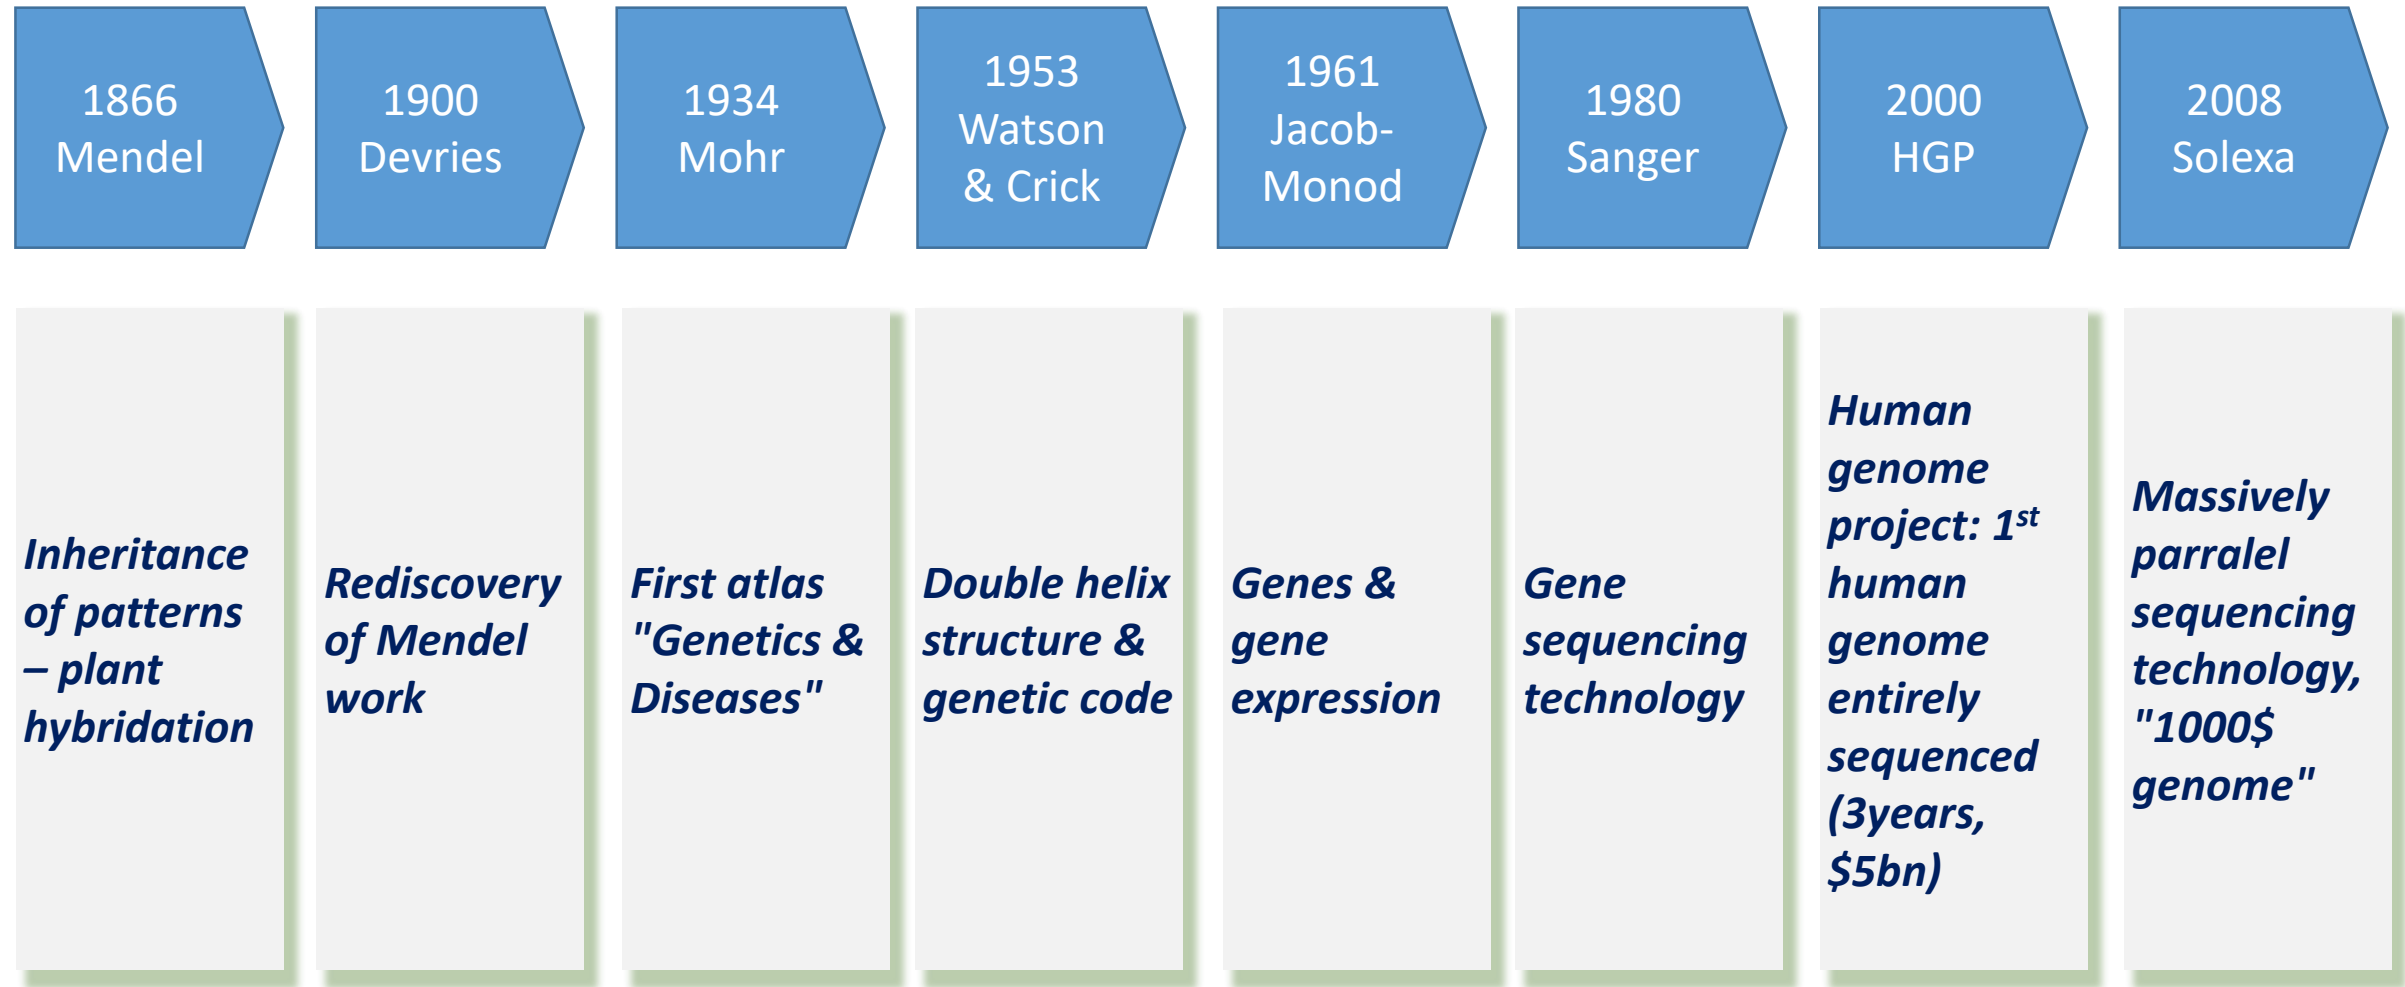 1866
Mendel
1900
Devries
1934
Mohr
1953
Watson
& Crick
1961
Jacob-
Monod
1980
Sanger
2000
HGP
2008
Solexa
Inheritance
of patterns
– plant
hybridation
Rediscovery
of Mendel
work
First atlas
"Genetics &
Diseases"
Double helix
structure &
genetic code
Genes &
gene
expression
Gene
sequencing
technology
Human
genome
project: 1st
human
genome
entirely
sequenced
(3years,
$5bn)
Massively
parralel
sequencing
technology,
"1000$
genome"